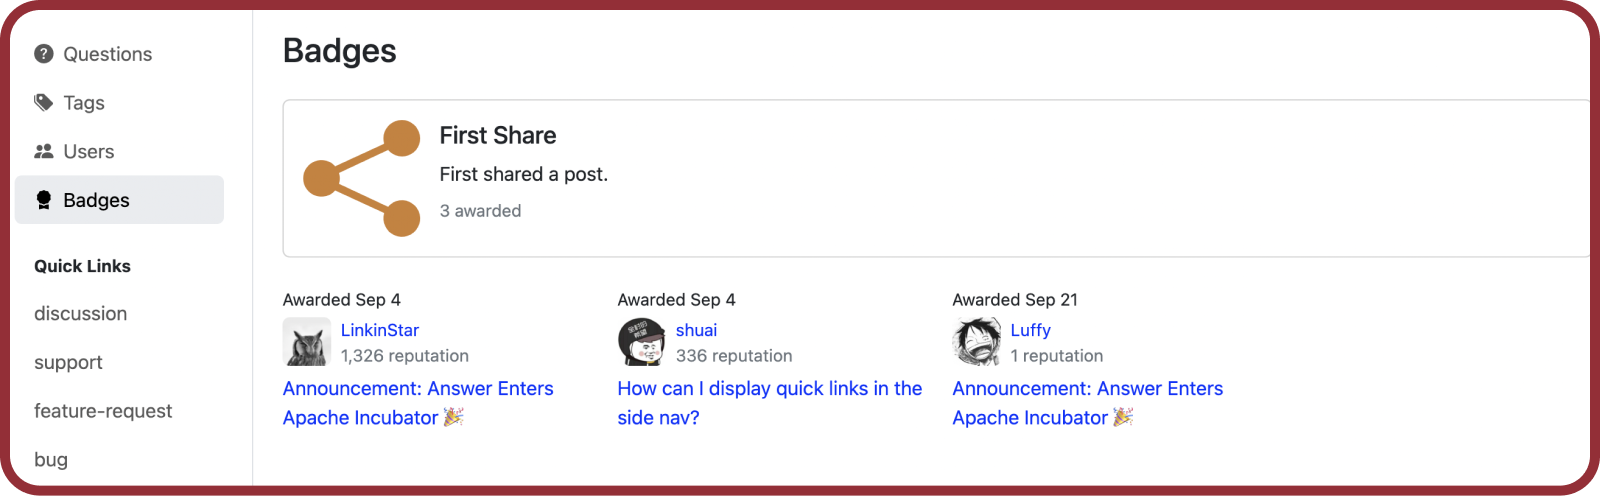 Questions
Tags
Users
Badges
Quick Links
discussion
support
feature-request
bug
Badges
First Share
First shared a post.
3 awarded
Awarded Sep 4
LinkinStar
1,326 reputation
Announcement: Answer Enters
Apache Incubator 🎉
Awarded Sep 4
shuai
336 reputation
How can I display quick links in the
side nav?
Awarded Sep 21
Luffy
1 reputation
Announcement: Answer Enters
Apache Incubator 🎉